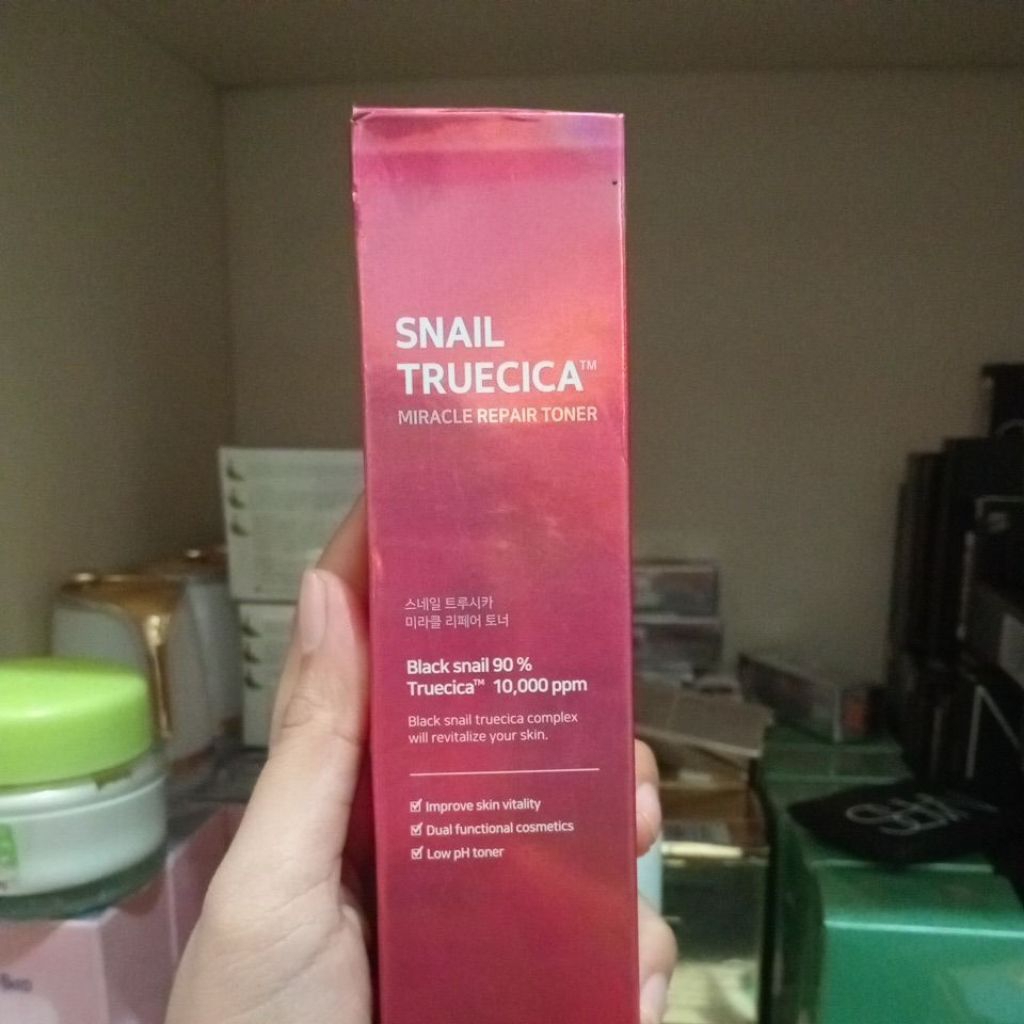 SNAIL
TRUECICA™
MIRACLE REPAIR TONER
스네일 트루시카
미라클 리페어 토너
Black snail 90 %
Truecica™ 10,000 ppm
Black snail truecica complex
will revitalize your skin.
☑ Improve skin vitality
☑ Dual functional cosmetics
☑ Low pH toner